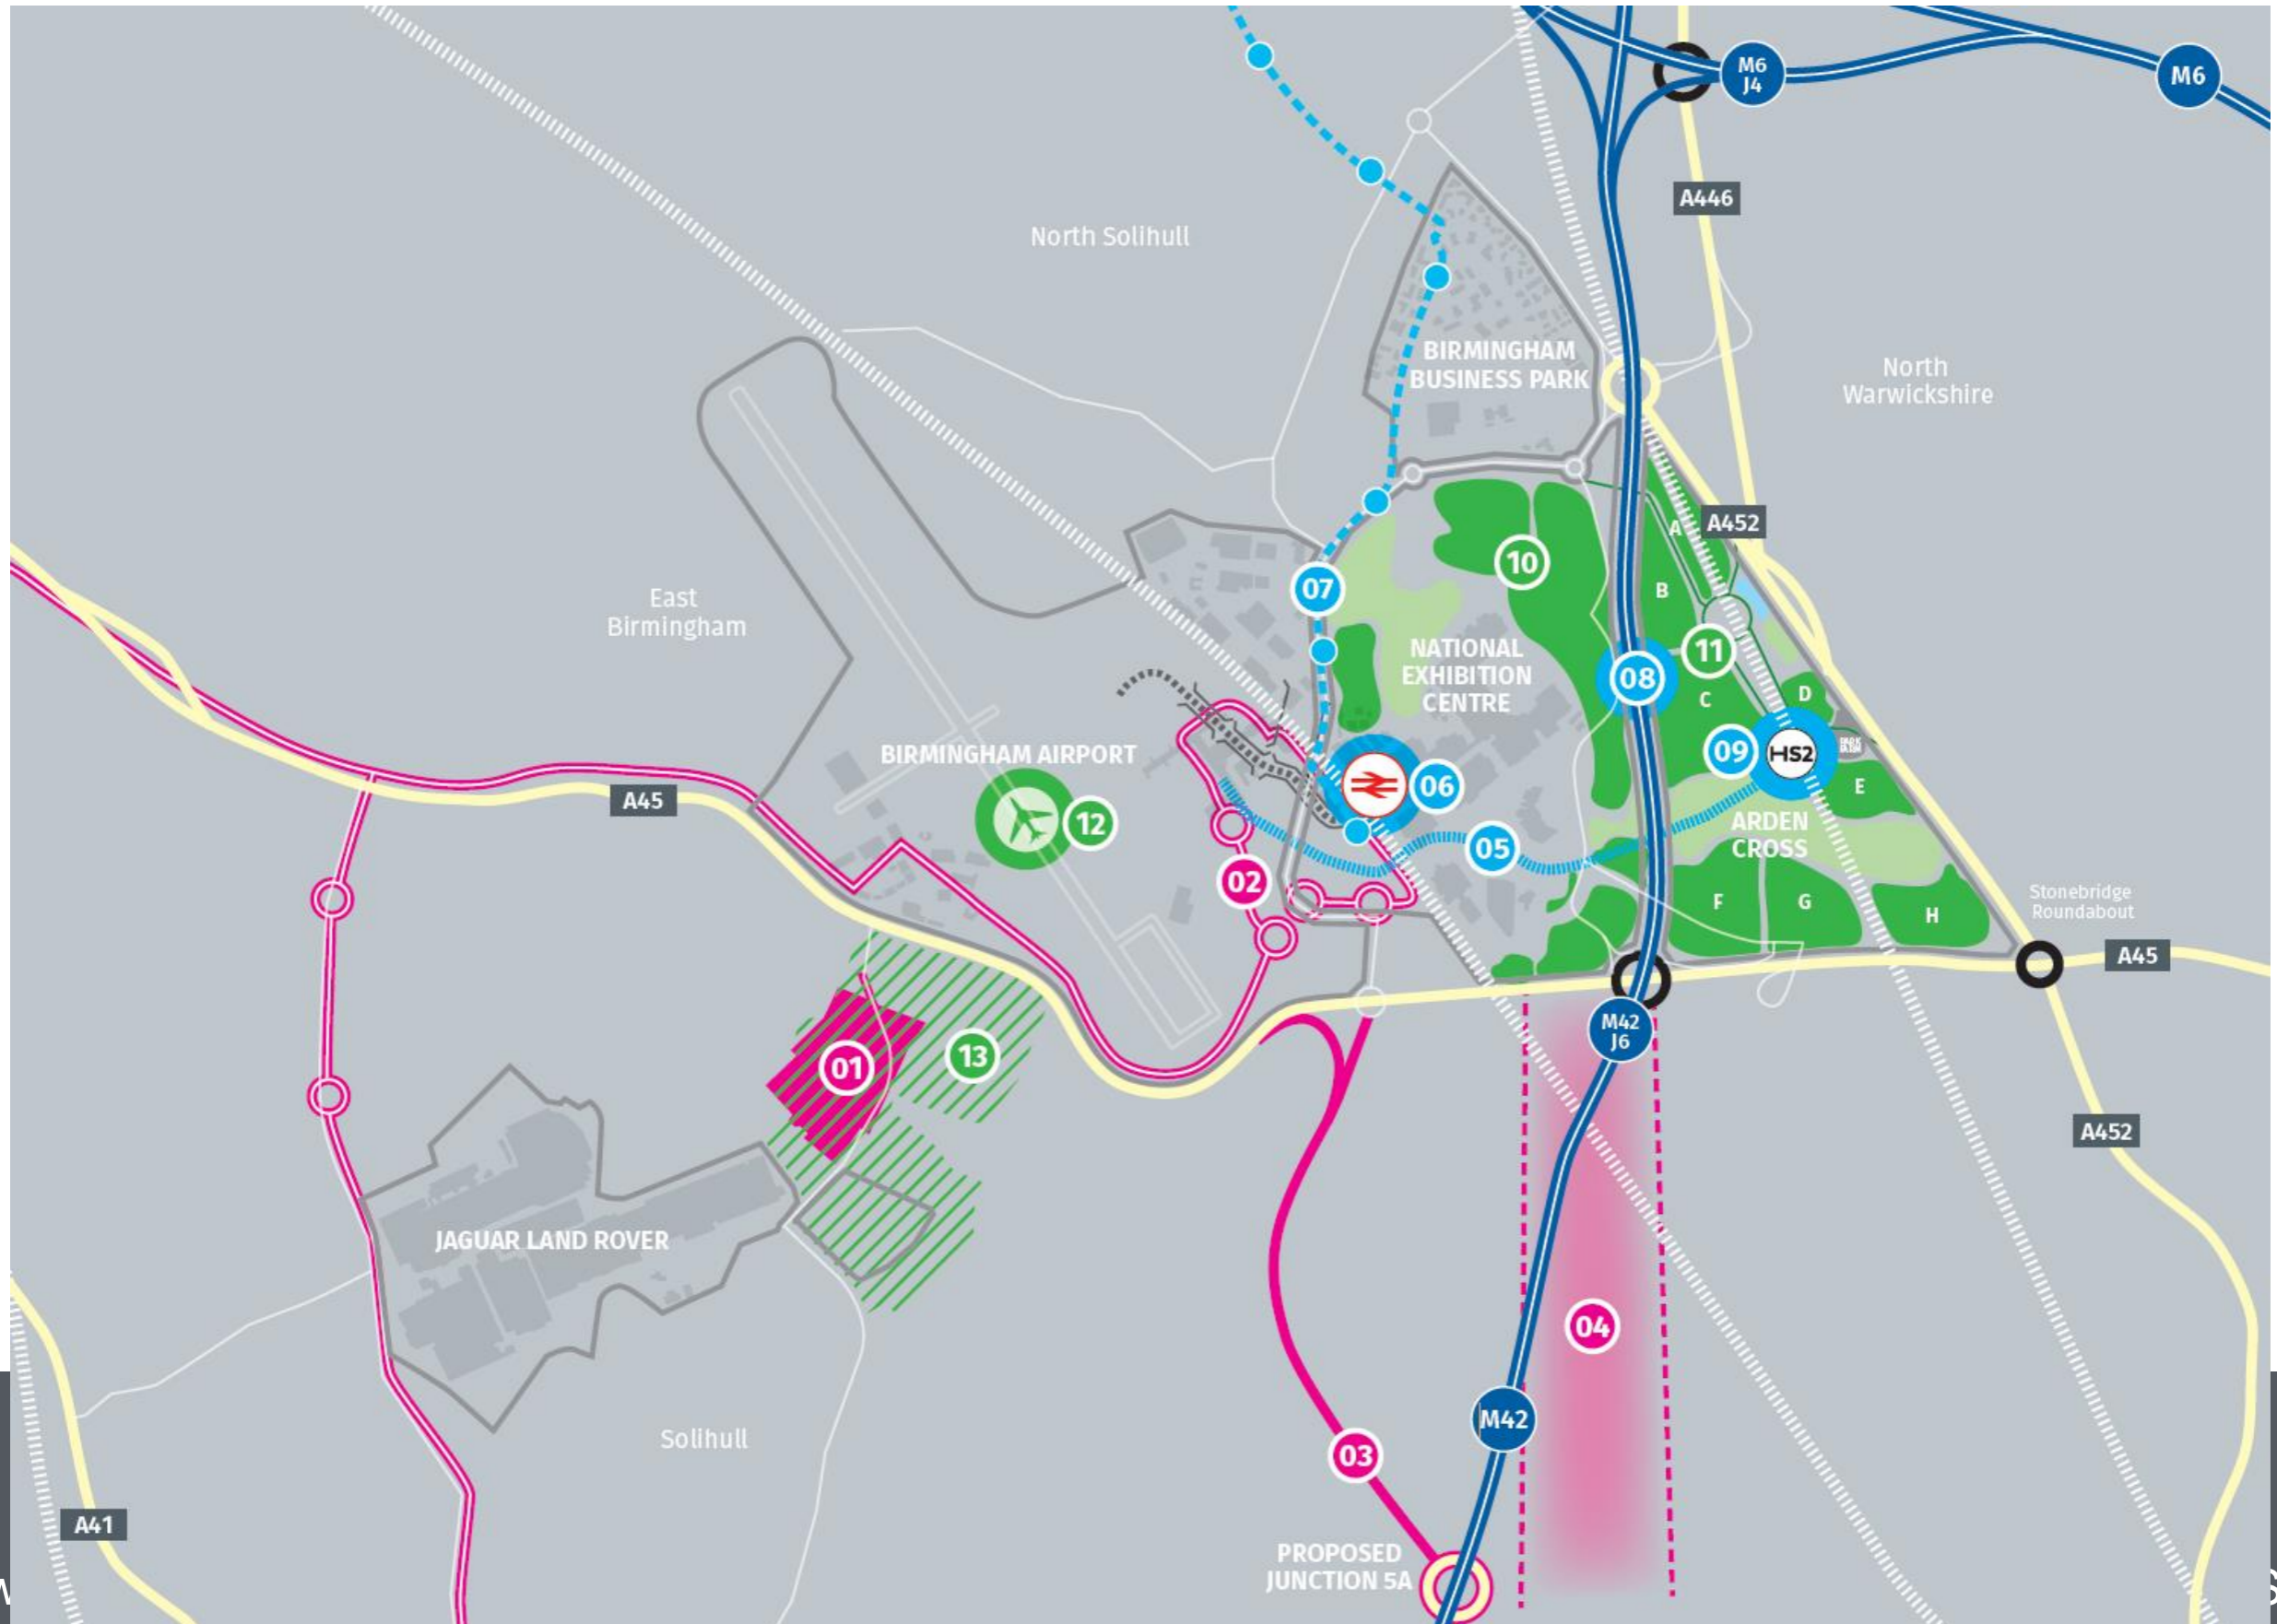 M6
J4
M6
A446
North Solihull
BIRMINGHAM
BUSINESS PARK
North
Warwickshire
A
A452
10
B
07
East
Birmingham
NATIONAL
EXHIBITION
CENTRE
11
08
C
D
BIRMINGHAM AIRPORT
09
HS2
06
E
A45
12
ARDEN
CROSS
05
02
F
G
H
Stonebridge
Roundabout
A45
M42
J6
13
01
A452
JAGUAR LAND ROVER
04
M42
Solihull
03
A41
PROPOSED
JUNCTION 5A